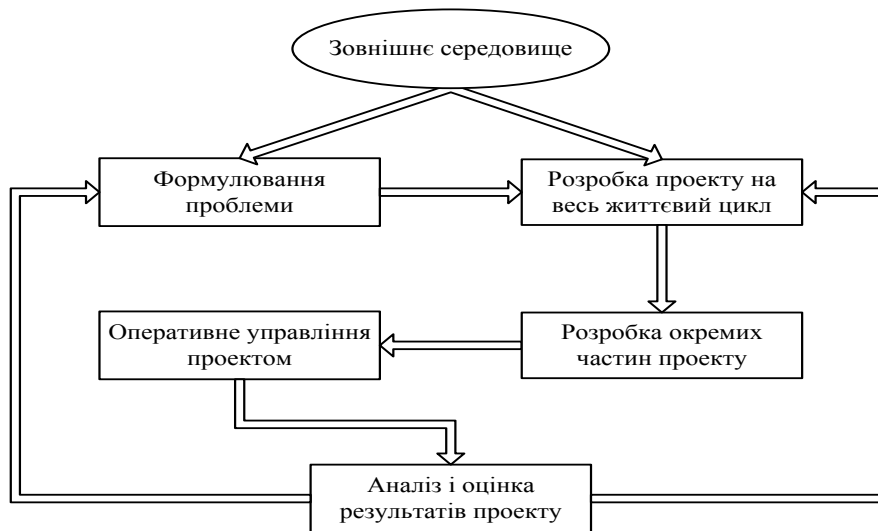 Зовнішнє середовище
Формулювання
проблеми
Розробка проекту на
весь життєвий цикл
Оперативне управління
проектом
Розробка окремих
частин проекту
Аналіз і оцінка
результатів проекту